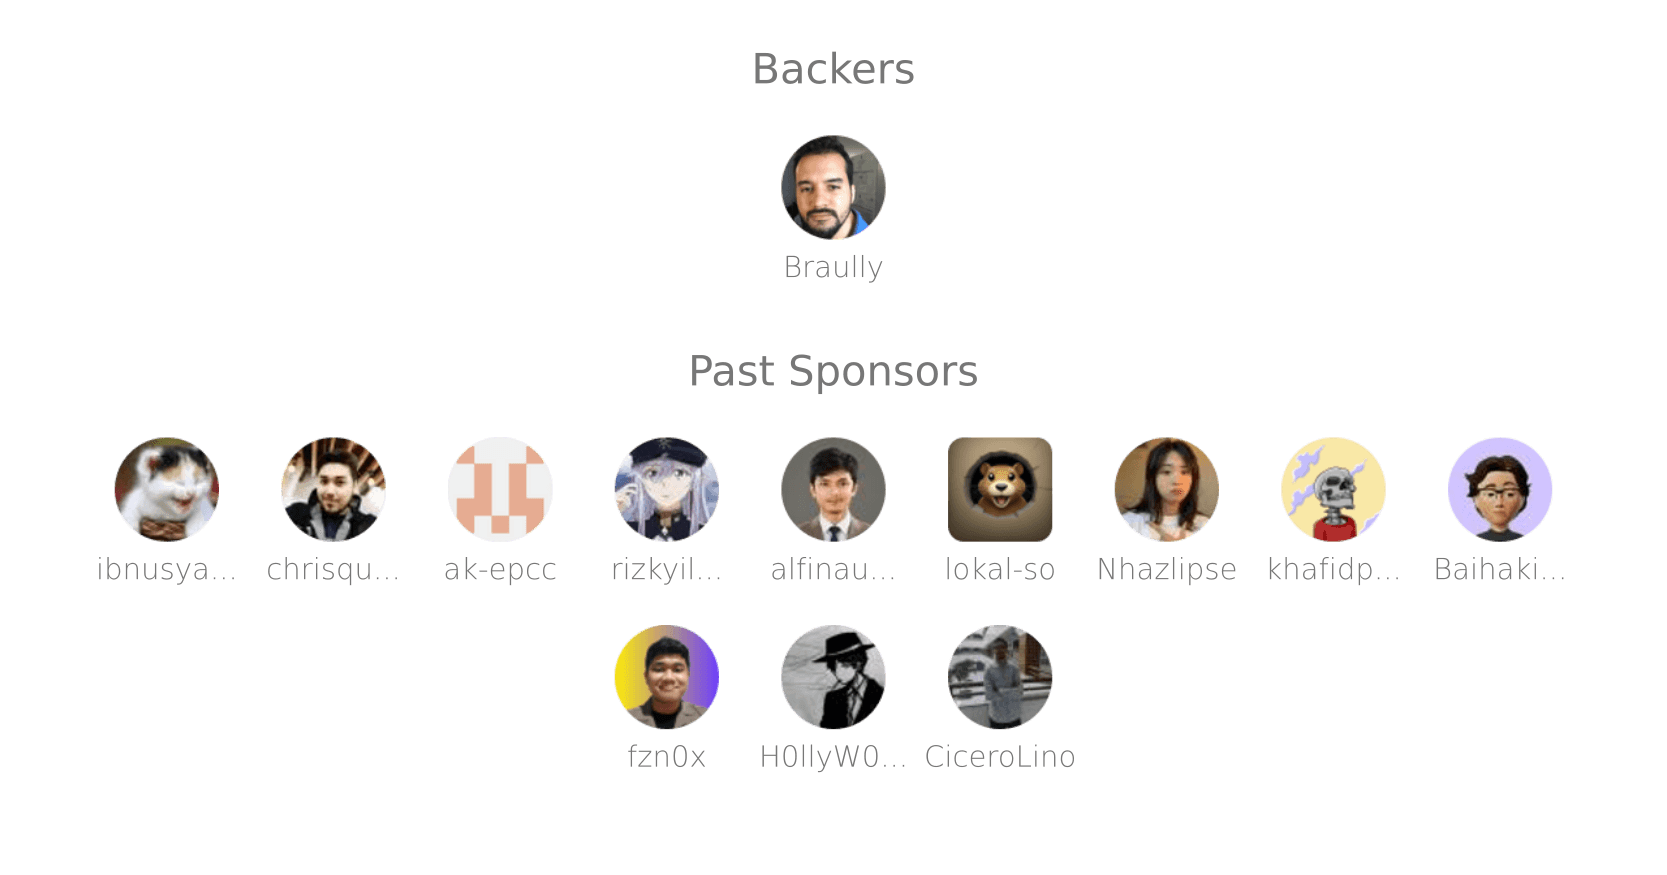 Backers
Braully
Past Sponsors
ibnusya... chrisqu... ak-epcc rizkyil... alfinau... lokal-so Nhazlipse khafidp... Baihaki...
fzn0x H0llyW0... CiceroLino